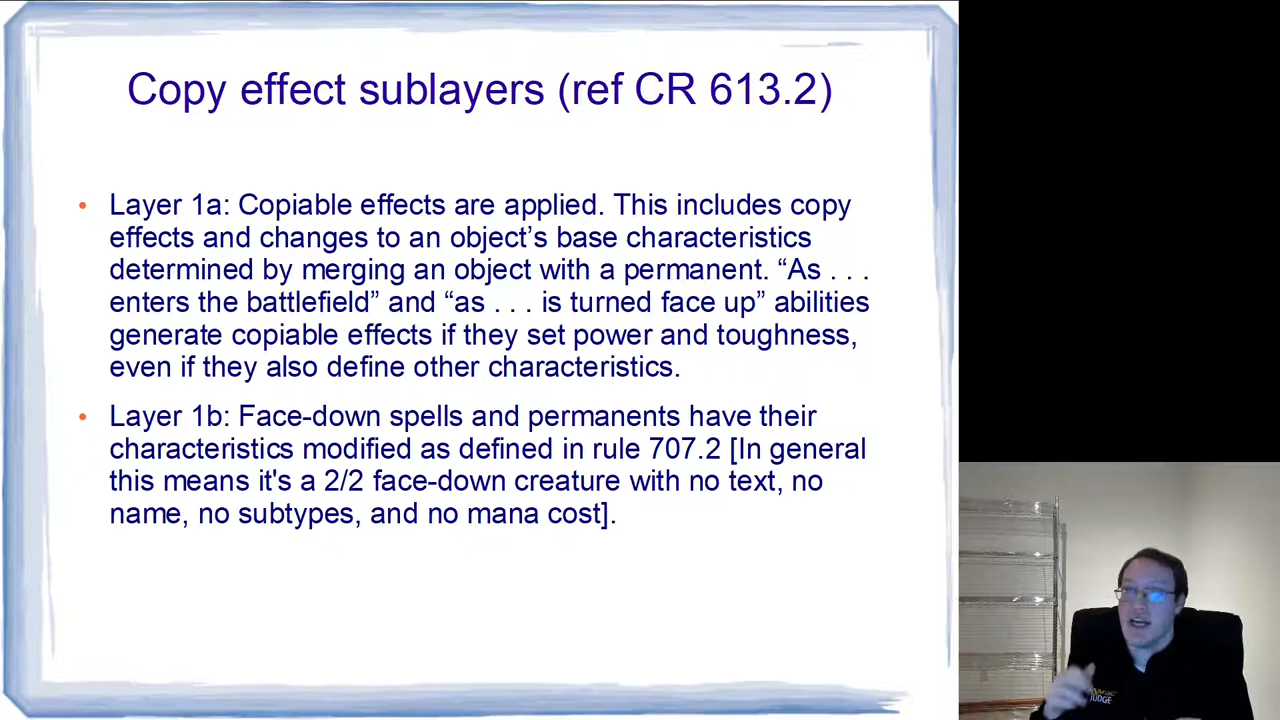 Copy effect sublayers (ref CR 613.2)
• Layer 1a: Copiable effects are applied. This includes copy
effects and changes to an object's base characteristics
determined by merging an object with a permanent. “As . . .
enters the battlefield” and “as . . . is turned face up” abilities
generate copiable effects if they set power and toughness,
even if they also define other characteristics.
• Layer 1b: Face-down spells and permanents have their
characteristics modified as defined in rule 707.2 [In general
this means it's a 2/2 face-down creature with no text, no
name, no subtypes, and no mana cost].
JUDGE